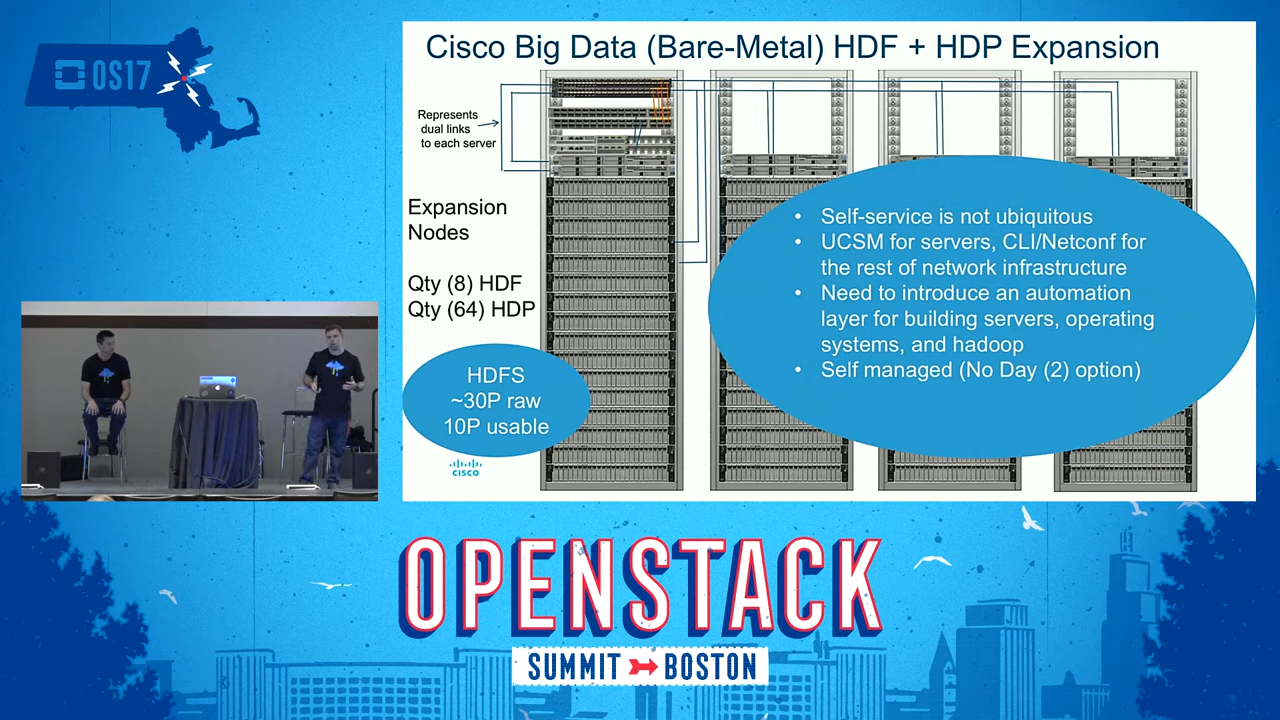 OS17
Cisco Big Data (Bare-Metal) HDF + HDP Expansion
Represents
dual links
to each server
Expansion
Nodes
Qty (8) HDF
Qty (64) HDP
HDFS
~30P raw
10P usable
• Self-service is not ubiquitous
• UCSM for servers, CLI/Netconf for
the rest of network infrastructure
• Need to introduce an automation
layer for building servers, operating
systems, and hadoop
• Self managed (No Day (2) option)
CISCO
OPENSTACK
SUMMIT BOSTON